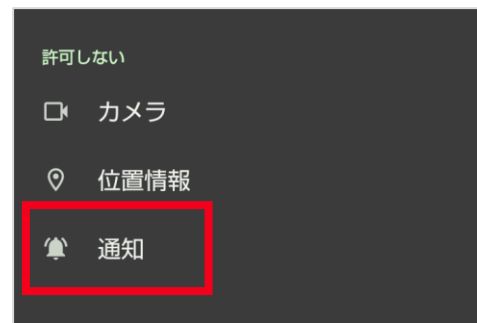 許可しない
カメラ
位置情報
通知